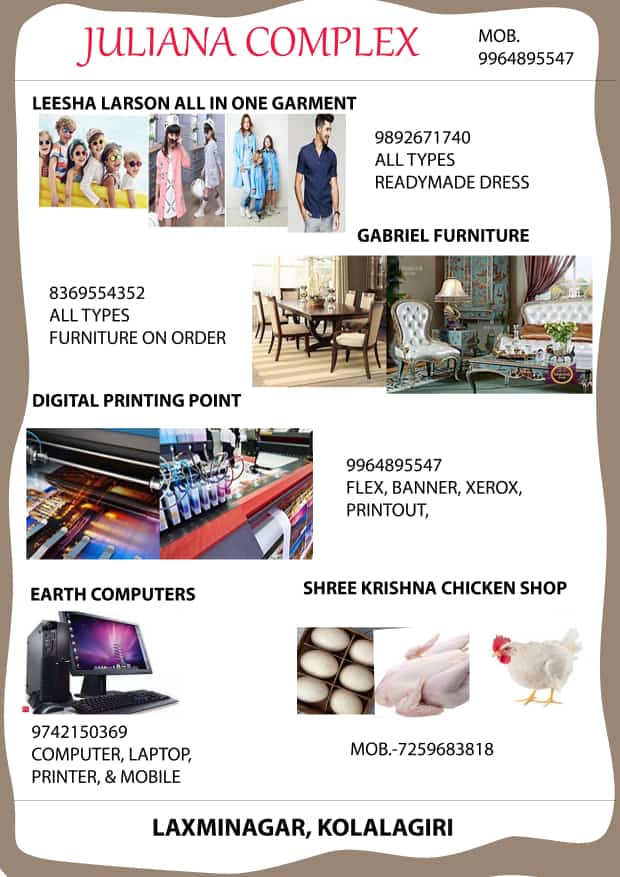 JULIANA COMPLEX
MOB.
9964895547
LEESHA LARSON ALL IN ONE GARMENT
9892671740
ALL TYPES
READYMADE DRESS
GABRIEL FURNITURE
8369554352
ALL TYPES
FURNITURE ON ORDER
DIGITAL PRINTING POINT
9964895547
FLEX, BANNER, XEROX,
PRINTOUT,
EARTH COMPUTERS
9742150369
COMPUTER, LAPTOP,
PRINTER, & MOBILE
SHREE KRISHNA CHICKEN SHOP
MOB.-7259683818
LAXMINAGAR, KOLALAGIRI